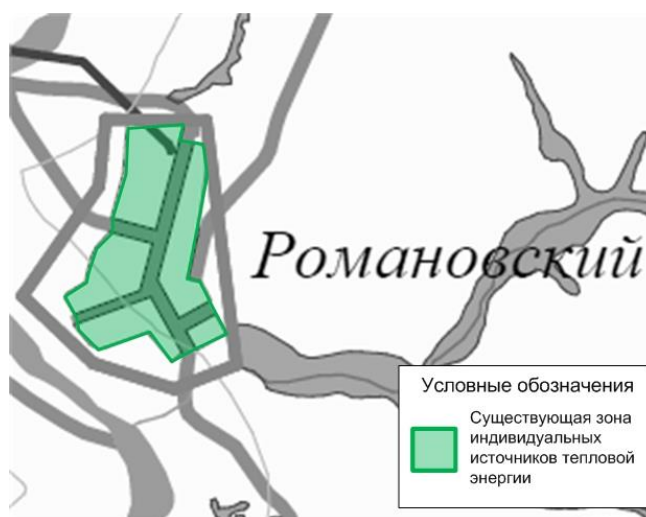 Романовский
Условные обозначения
Существующая зона
индивидуальных
источников тепловой
энергии